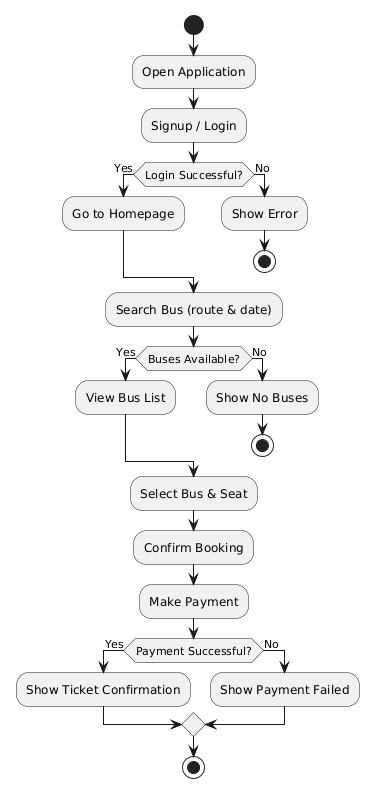 Open Application
Signup / Login
Yes
Login Successful?
No
Go to Homepage
Show Error
Search Bus (route & date)
Yes
Buses Available?
No
View Bus List
Show No Buses
Select Bus & Seat
Confirm Booking
Make Payment
Yes
Payment Successful?
No
Show Ticket Confirmation
Show Payment Failed